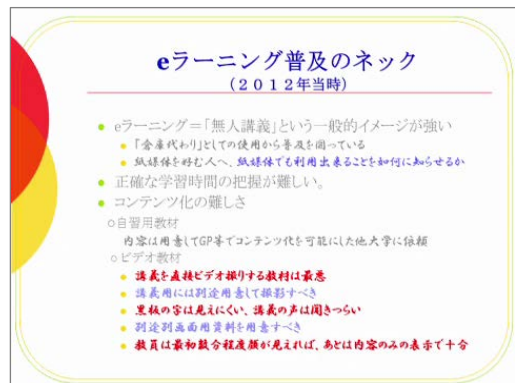 eラーニング普及のネック
（２０１２年当時）
eラーニング＝「無人講義」という一般的イメージが強い
「倉庫代わり」としての使用から普及を図っている
紙媒体を好む人へ、紙媒体でも利用出来ることを如何に知らせるか
正確な学習時間の把握が難しい。
コンテンツ化の難しさ
自習用教材
内容は用意してGP等でコンテンツ化を可能にした他大学に依頼
ビデオ教材
講義を直接ビデオ撮りする教材は最悪
講義用には別途用意して撮影すべき
黒板の字は見えにくい、講義の声は聞きづらい
別途別画面用資料を用意すべき
教員は最初数分程度顔が見えれば、あとは内容のみの表示で十分